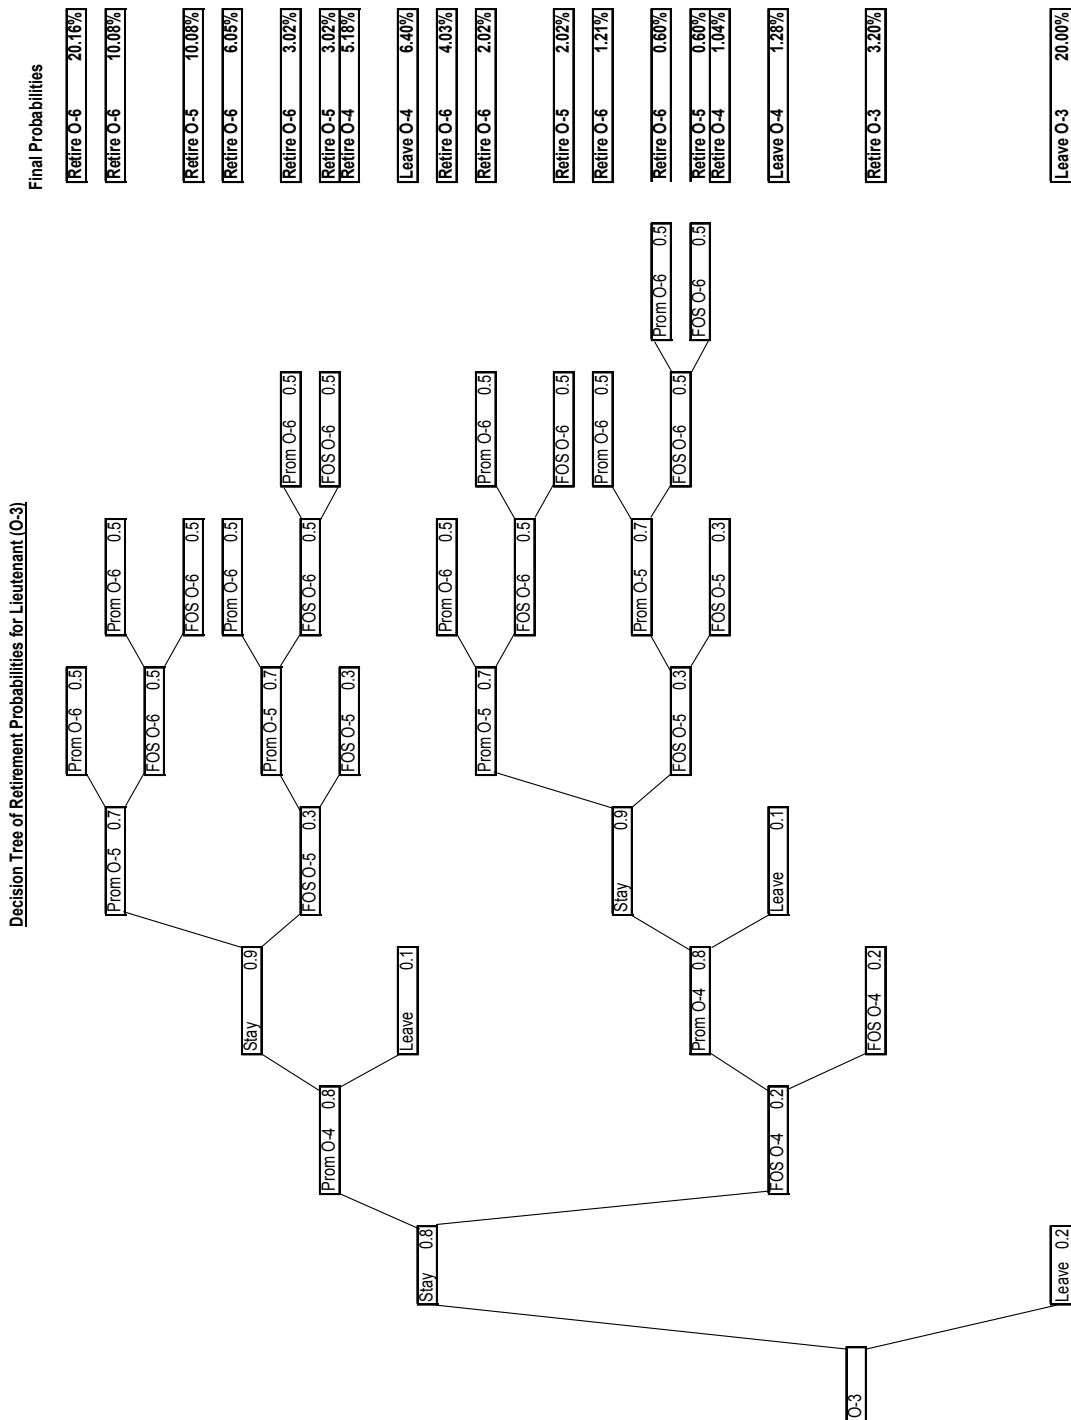 Decision Tree of Retirement Probabilities for Lieutenant (O-3)
Final Probabilities
Prom O-6 0.5 Retire O-6 20.16%
Prom O-5 0.7 Prom O-6 0.5 Retire O-6 10.08%
FOS O-6 0.5
FOS O-6 0.5 Retire O-5 10.08%
Prom O-6 0.5 Retire O-6 6.05%
Stay 0.9
Prom O-5 0.7
Prom O-6 0.5 Retire O-6 3.02%
FOS O-5 0.3 FOS O-6 0.5
Prom O-4 0.8 FOS O-6 0.5 Retire O-5 3.02%
FOS O-5 0.3 Retire O-4 5.18%
Leave 0.1 Leave O-4 6.40%
Stay 0.8
Prom O-6 0.5 Retire O-6 4.03%
Prom O-5 0.7 Prom O-6 0.5 Retire O-6 2.02%
FOS O-6 0.5
FOS O-6 0.5 Retire O-5 2.02%
Prom O-6 0.5 Retire O-6 1.21%
Stay 0.9
Prom O-5 0.7
Prom O-6 0.5 Retire O-6 0.60%
FOS O-5 0.3 FOS O-6 0.5
Prom O-4 0.8 FOS O-6 0.5 Retire O-5 0.60%
FOS O-5 0.3 Retire O-4 1.04%
FOS O-4 0.2 Leave 0.1 Leave O-4 1.28%
O-3
FOS O-4 0.2 Retire O-3 3.20%
Leave 0.2 Leave O-3 20.00%